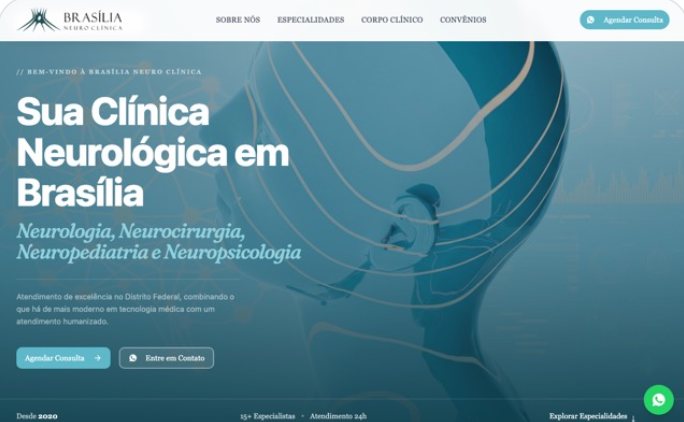 BRASÍLIA
NEURO CLÍNICA
SOBRE NÓS
ESPECIALIDADES
CORPO CLÍNICO
CONVÊNIOS
Agendar Consulta
// BEM-VINDO À BRASÍLIA NEURO CLÍNICA
Sua Clínica
Neurológica em
Brasília
Neurologia, Neurocirurgia,
Neuropediatria e Neuropsicologia
Atendimento de excelência no Distrito Federal, combinando o
que há de mais moderno em tecnologia médica com um
atendimento humanizado.
Agendar Consulta →
Entre em Contato
Desde 2020
15+ Especialistas • Atendimento 24h
Explorar Especialidades ↓